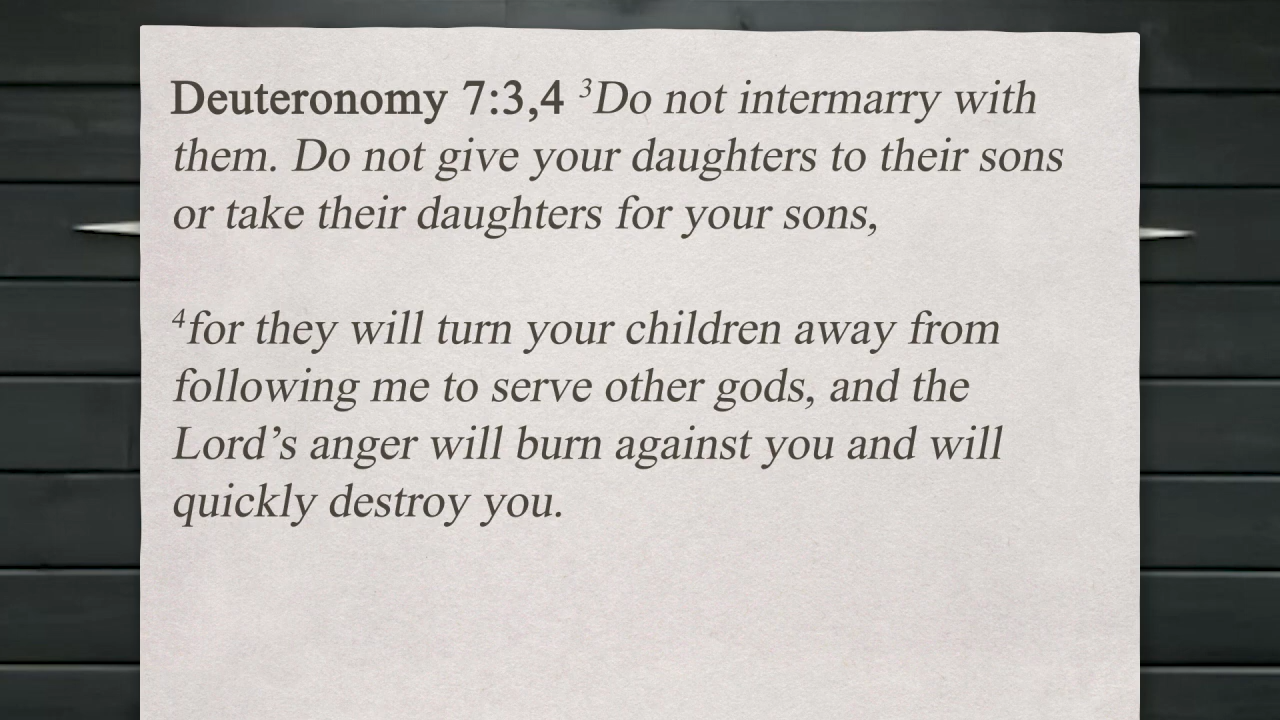 Deuteronomy 7:3,4 ³Do not intermarry with
them. Do not give your daughters to their sons
or take their daughters for your sons,
⁴for they will turn your children away from
following me to serve other gods, and the
Lord’s anger will burn against you and will
quickly destroy you.